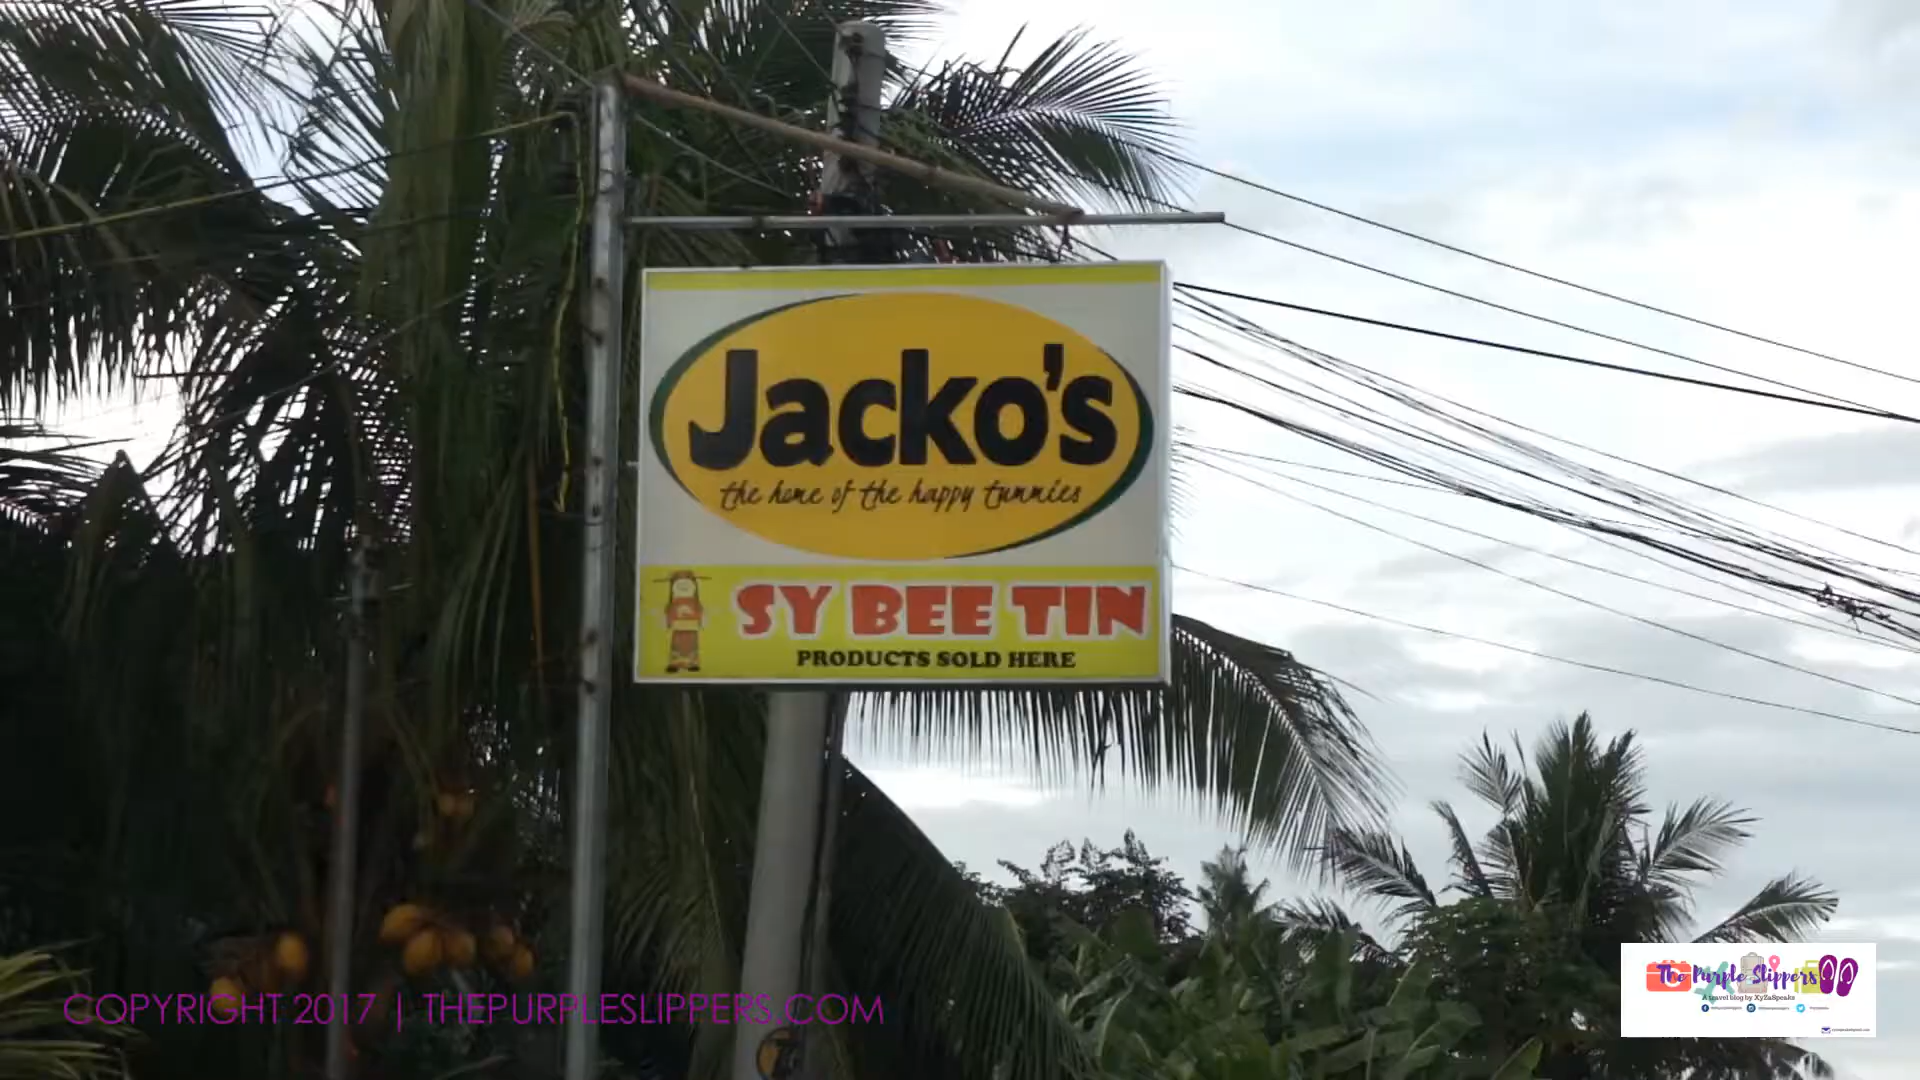 Jacko's
the home of the happy tummies
SY BEE TIN
PRODUCTS SOLD HERE
The Purple Slippers
A travel blog by XyZaSpeaks
COPYRIGHT 2017 | THEPURPLESLIPPERS.COM